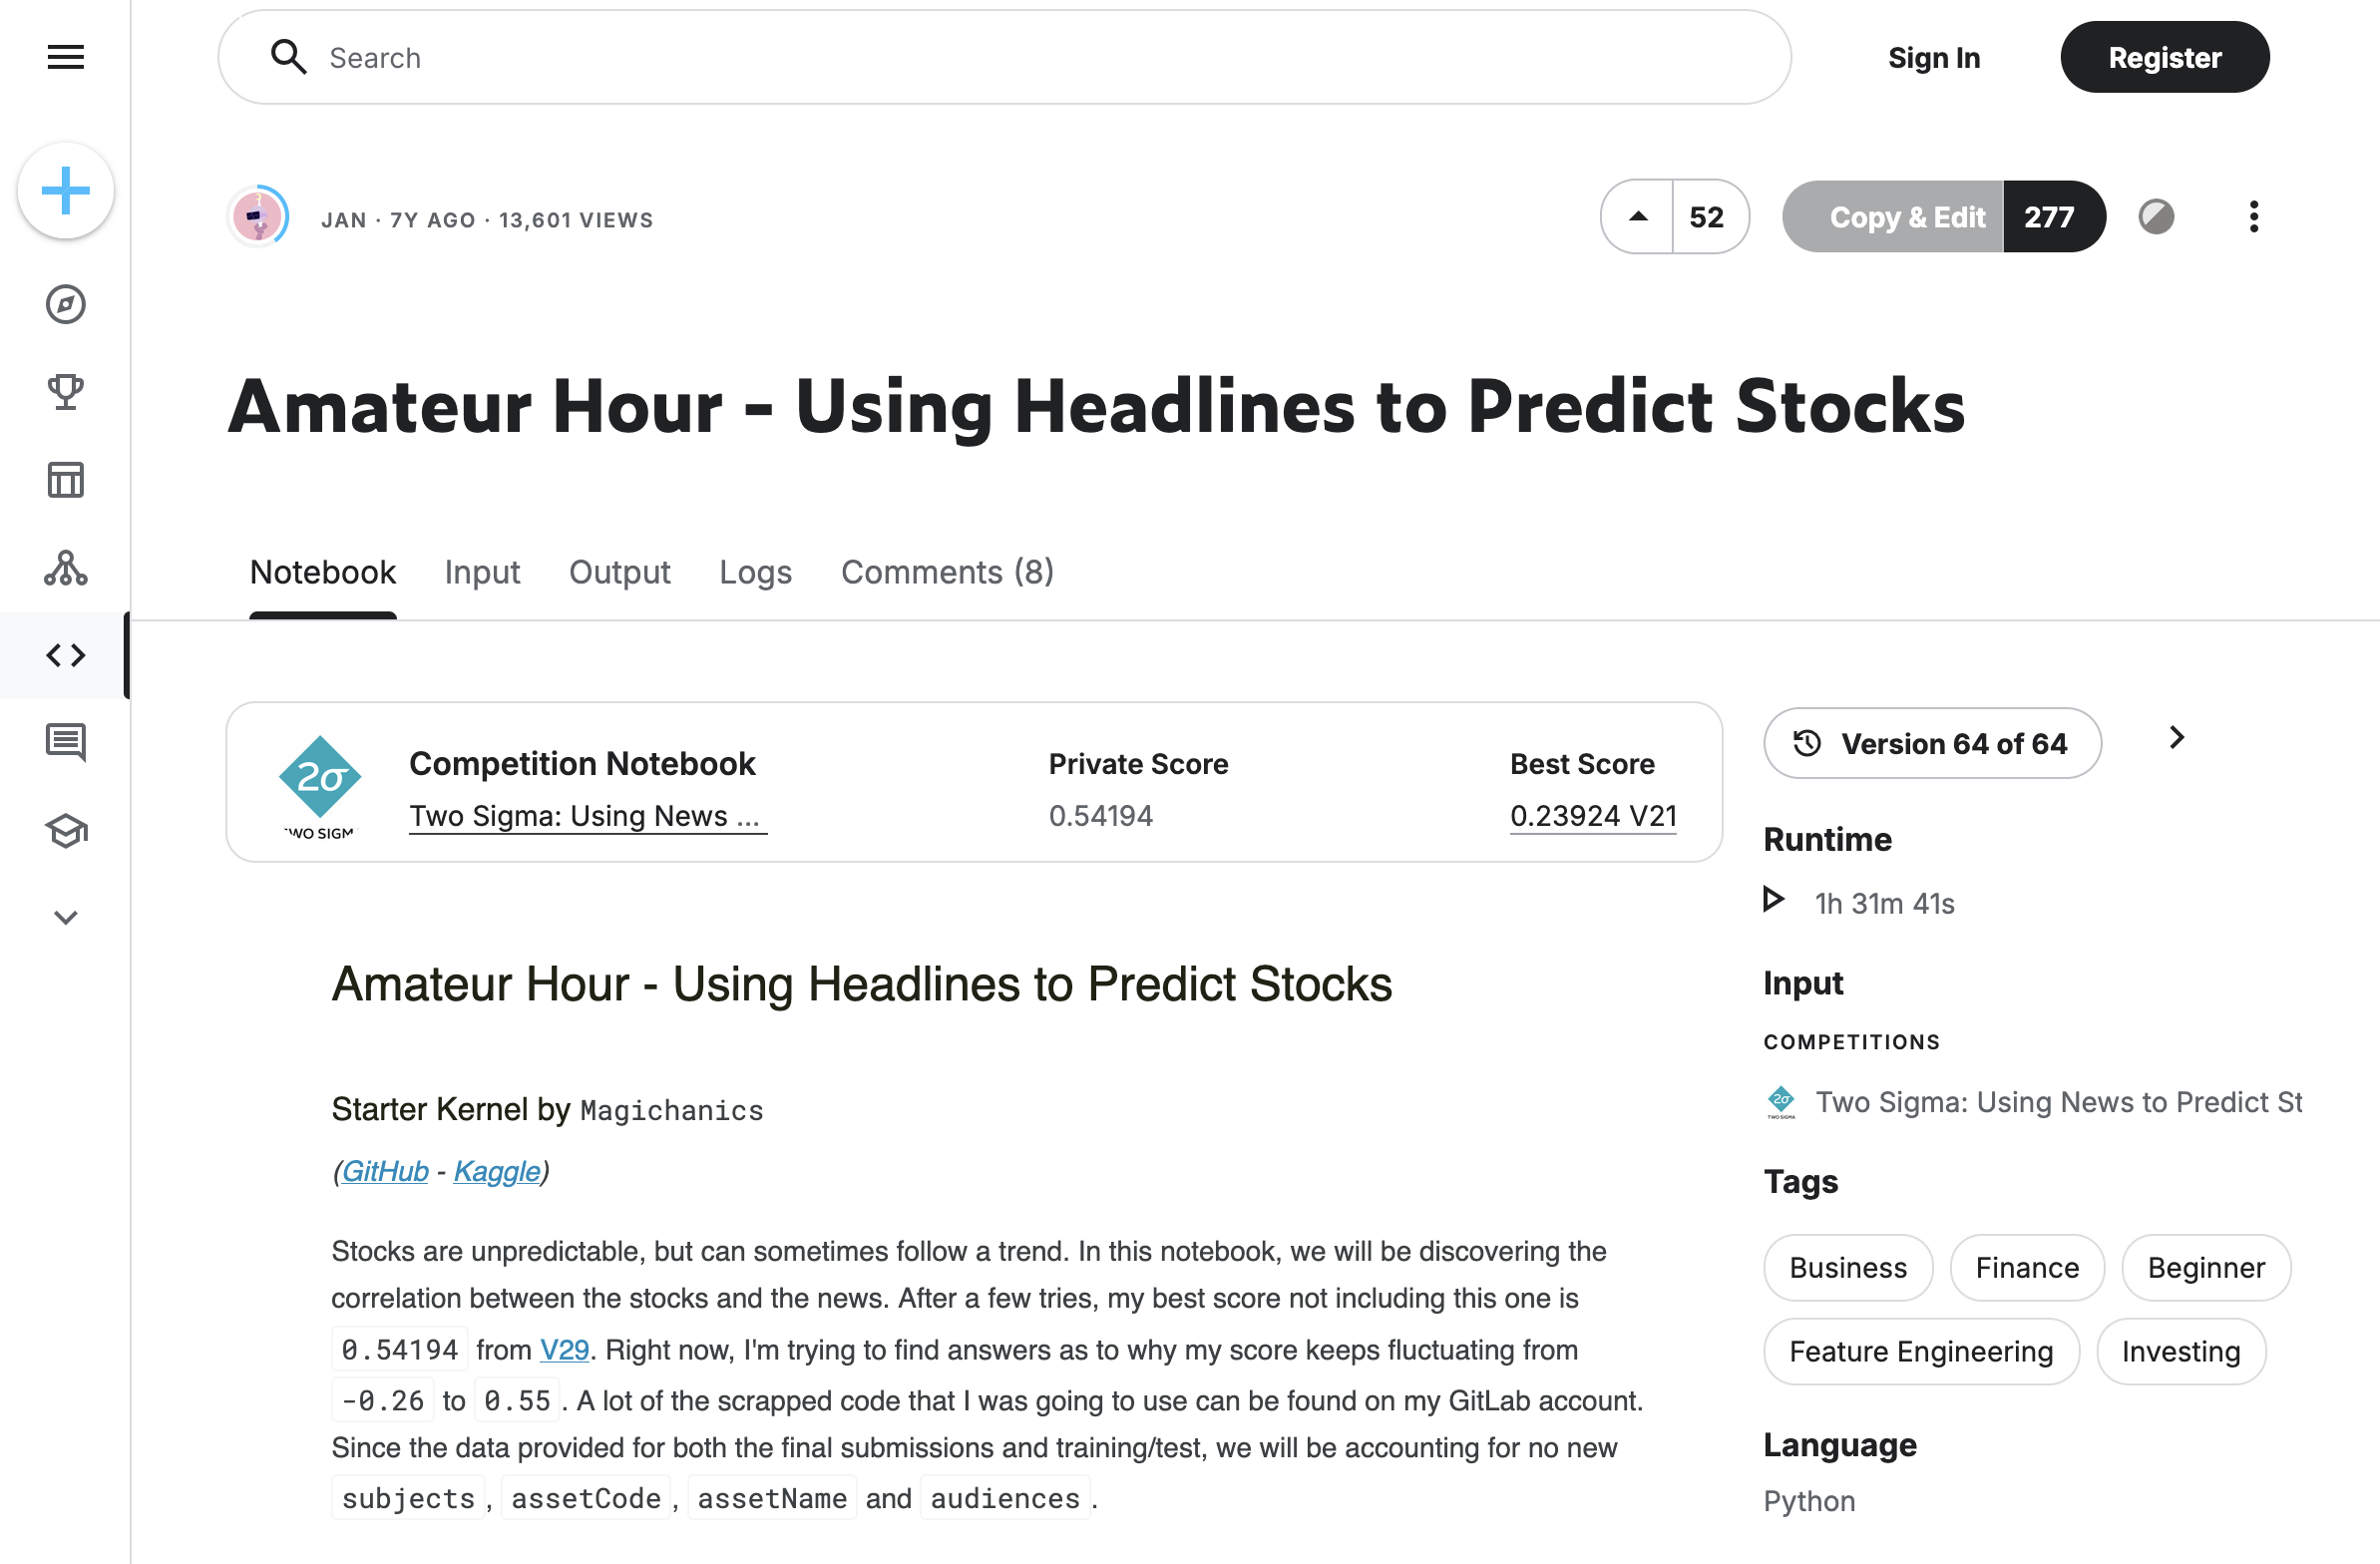 Search
Sign In
Register
JAN · 7Y AGO · 13,601 VIEWS
52
Copy & Edit
277
Amateur Hour - Using Headlines to Predict Stocks
Notebook
Input
Output
Logs
Comments (8)
2σ
Competition Notebook
Two Sigma: Using News ...
Private Score
0.54194
Best Score
0.23924 V21
Version 64 of 64
Runtime
1h 31m 41s
Input
COMPETITIONS
2σ
TWO SIGMA
Two Sigma: Using News to Predict St
Tags
Business
Finance
Beginner
Feature Engineering
Investing
Language
Python
Amateur Hour - Using Headlines to Predict Stocks
Starter Kernel by Magichanics
(GitHub - Kaggle)
Stocks are unpredictable, but can sometimes follow a trend. In this notebook, we will be discovering the
correlation between the stocks and the news. After a few tries, my best score not including this one is
0.54194 from V29. Right now, I'm trying to find answers as to why my score keeps fluctuating from
-0.26 to 0.55 . A lot of the scrapped code that I was going to use can be found on my GitLab account.
Since the data provided for both the final submissions and training/test, we will be accounting for no new
subjects , assetCode , assetName and audiences .